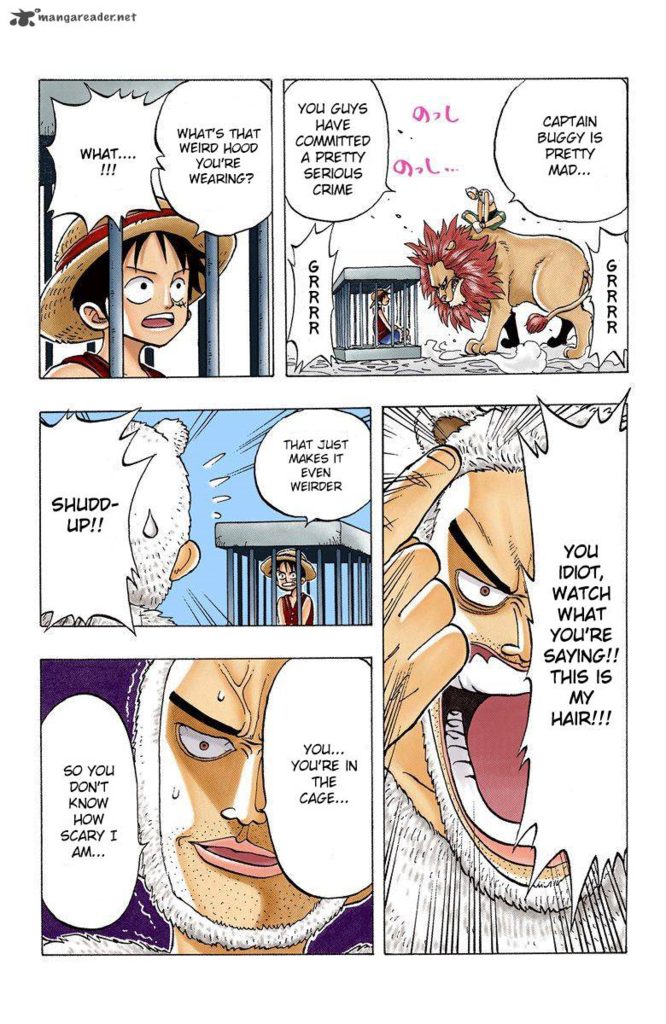 mangareader.net
CAPTAIN
BUGGY IS
PRETTY
MAD...
のっし
のっし...
YOU GUYS
HAVE
COMMITTED
A PRETTY
SERIOUS
CRIME
GRRRR
GRRRR
WHAT'S THAT
WEIRD HOOD
YOU'RE
WEARING?
WHAT....
!!!
YOU
IDIOT,
WATCH
WHAT
YOU'RE
SAYING!!
THIS IS
MY
HAIR!!!
THAT JUST
MAKES IT
EVEN
WEIRDER
SHUDD-
UP!!
YOU...
YOU'RE IN
THE
CAGE...
SO YOU
DON'T
KNOW
HOW
SCARY I
AM...